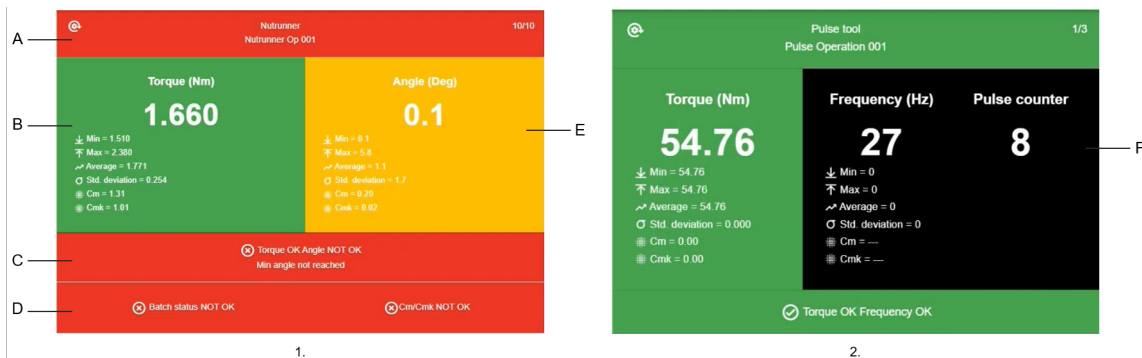 Nutrunner
10/10
Nutrunner Op 001
A
Torque (Nm)
1.660
Min = 1.510
Max = 2.380
Average = 1.771
Std. deviation = 0.254
Cm = 1.31
Cmk = 1.01
B
Angle (Deg)
0.1
Min = 0.1
Max = 5.8
Average = 1.1
Std. deviation = 1.7
Cm = 0.20
Cmk = 0.02
E
C
Torque OK Angle NOT OK
Min angle not reached
D
Batch status NOT OK
Cm/Cmk NOT OK
1.
Pulse tool
1/3
Pulse Operation 001
Torque (Nm)
54.76
Min = 54.76
Max = 54.76
Average = 54.76
Std. deviation = 0.000
Cm = 0.00
Cmk = 0.00
Frequency (Hz)
27
Min = 0
Max = 0
Average = 0
Std. deviation = 0
Cm = ---
Cmk = ---
Pulse counter
8
F
Torque OK Frequency OK
2.